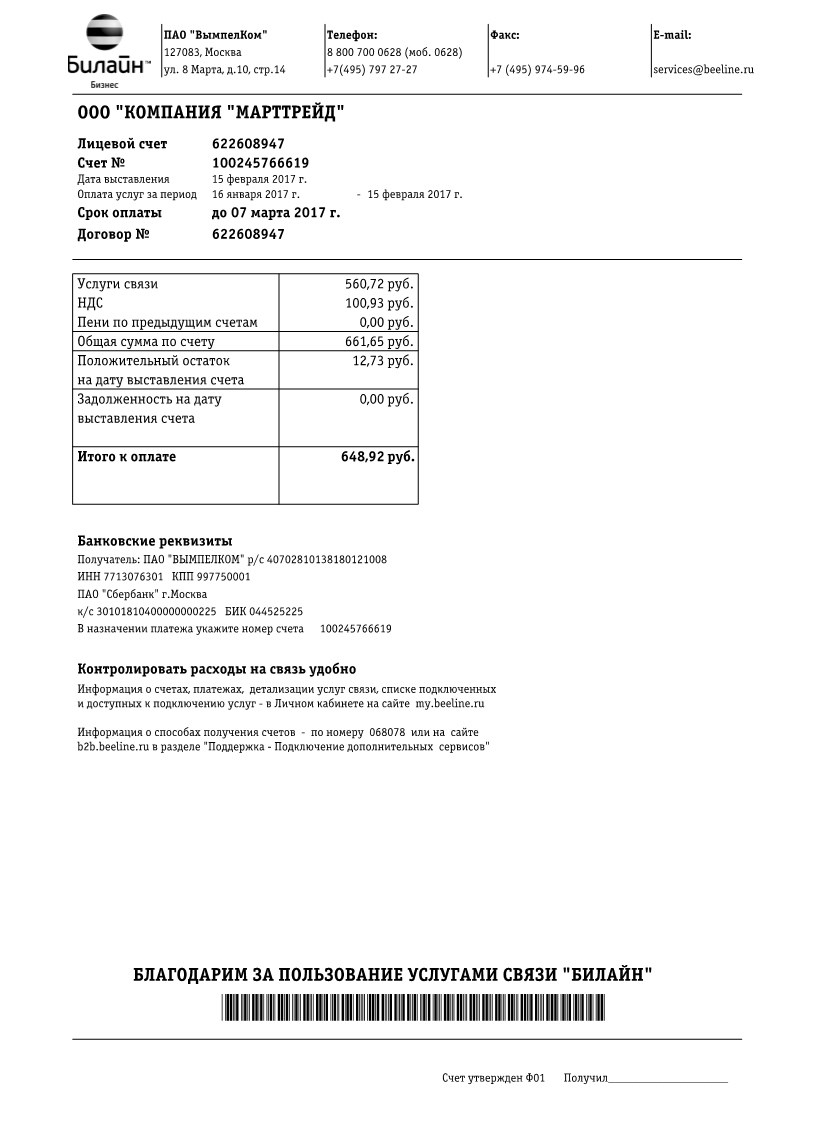 Билайн™
Бизнес
ПАО "ВымпелКом"
127083, Москва
ул. 8 Марта, д.10, стр.14
Телефон:
8 800 700 0628 (моб. 0628)
+7(495) 797 27-27
Факс:
+7 (495) 974-59-96
E-mail:
services@beeline.ru
ООО "КОМПАНИЯ "МАРТТРЕЙД"
Лицевой счет 622608947
Счет № 100245766619
Дата выставления 15 февраля 2017 г.
Оплата услуг за период 16 января 2017 г. - 15 февраля 2017 г.
Срок оплаты до 07 марта 2017 г.
Договор № 622608947
Услуги связи 560,72 руб.
НДС 100,93 руб.
Пени по предыдущим счетам 0,00 руб.
Общая сумма по счету 661,65 руб.
Положительный остаток 12,73 руб.
на дату выставления счета
Задолженность на дату 0,00 руб.
выставления счета
Итого к оплате 648,92 руб.
Банковские реквизиты
Получатель: ПАО "ВЫМПЕЛКОМ" р/с 40702810138180121008
ИНН 7713076301 КПП 997750001
ПАО "Сбербанк" г.Москва
к/с 30101810400000000225 БИК 044525225
В назначении платежа укажите номер счета 100245766619
Контролировать расходы на связь удобно
Информация о счетах, платежах, детализации услуг связи, списке подключенных
и доступных к подключению услуг - в Личном кабинете на сайте my.beeline.ru
Информация о способах получения счетов - по номеру 068078 или на сайте
b2b.beeline.ru в разделе "Поддержка - Подключение дополнительных сервисов"
БЛАГОДАРИМ ЗА ПОЛЬЗОВАНИЕ УСЛУГАМИ СВЯЗИ "БИЛАЙН"
Счет утвержден Ф01 Получил____________________